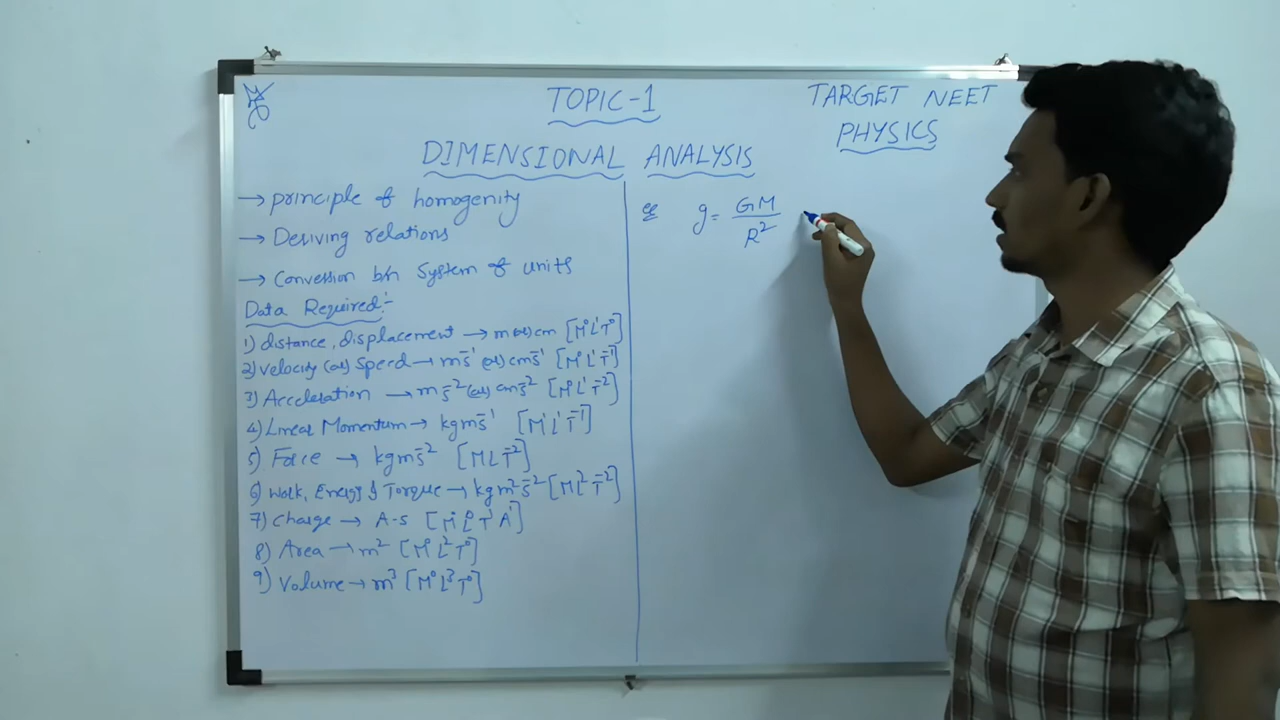 TOPIC-1
TARGET NEET
PHYSICS
DIMENSIONAL ANALYSIS
→ principle of homogenity
→ Deriving relations
→ Conversion b/n System of units
Data Required:-
1) distance, displacement → m (or) cm [M⁰L¹T⁰]
2) velocity (or) Speed → ms⁻¹ (or) cms⁻¹ [M⁰L¹T⁻¹]
3) Acceleration → ms⁻² (or) cms⁻² [M⁰L¹T⁻²]
4) Linear Momentum → kgms⁻¹ [M¹L¹T⁻¹]
5) Force → kgms⁻² [MLT⁻²]
6) Work, Energy & Torque → kgm²s⁻² [ML²T⁻²]
7) Charge → A-s [M⁰L⁰T¹A¹]
8) Area → m² [M⁰L²T⁰]
9) Volume → m³ [M⁰L³T⁰]
g = GM/R²